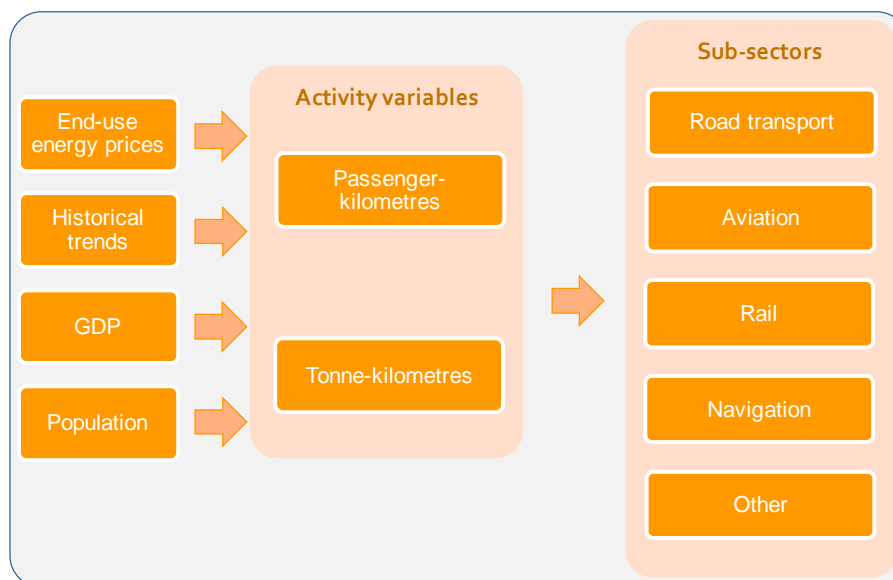 End-use
energy prices
Historical
trends
GDP
Population
Activity variables
Passenger-
kilometres
Tonne-kilometres
Sub-sectors
Road transport
Aviation
Rail
Navigation
Other